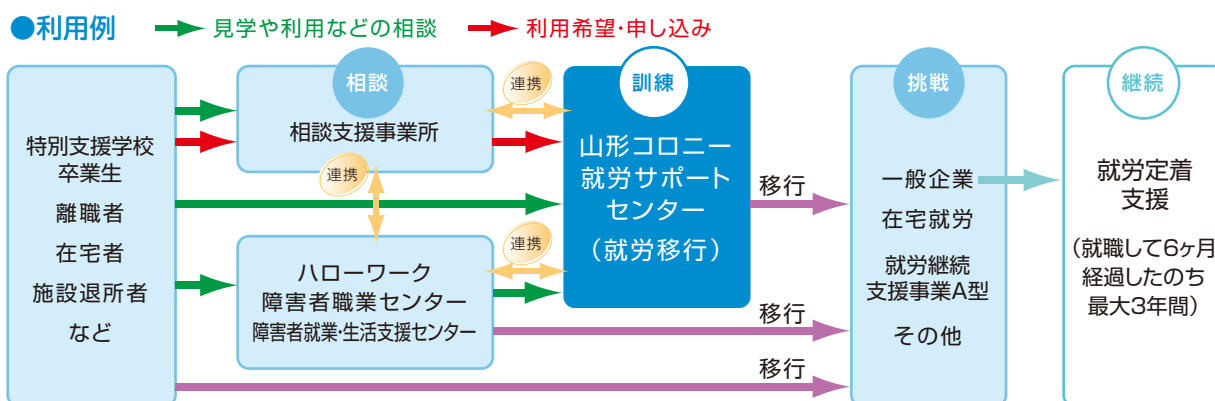 ●利用例
見学や利用などの相談
利用希望・申し込み
特別支援学校
卒業生
離職者
在宅者
施設退所者
など
相談
相談支援事業所
連携
連携
ハローワーク
障害者職業センター
障害者就業・生活支援センター
連携
訓練
山形コロニー
就労サポート
センター
（就労移行）
移行
移行
移行
挑戦
一般企業
在宅就労
就労継続
支援事業A型
その他
継続
就労定着
支援
（就職して6ヶ月
経過したのち
最大3年間）